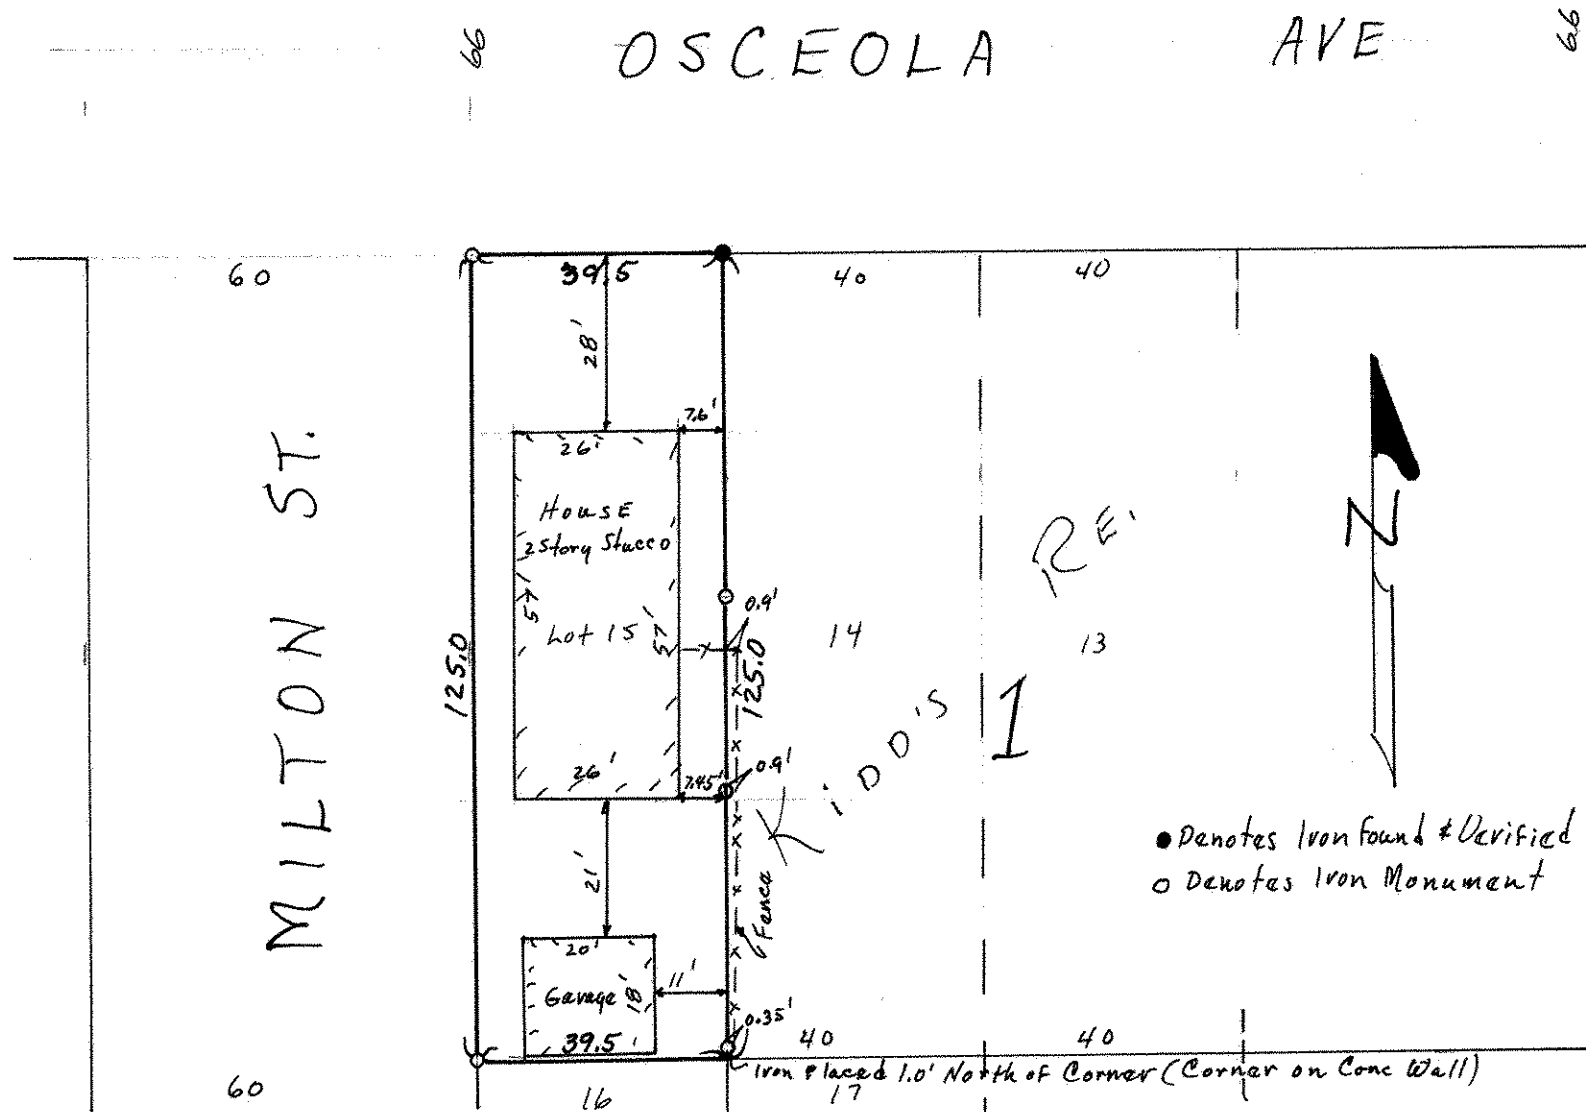 66 OSCEOLA AVE 66
60 39.5 40 40
28'
7.6'
26'
House
2 Story Stucco
Lot 15
57'
57'
MILTON ST.
125.0
125.0
0.9'
14
13
RE.
KIDD'S
1
N
26'
7.45'
0.9'
21'
Fence
● Denotes Iron Found & Verified
o Denotes Iron Monument
20'
Garage
18'
11'
39.5
0.35'
40 40
Iron Placed 1.0' North of Corner (Corner on Conc Wall)
60 16 17